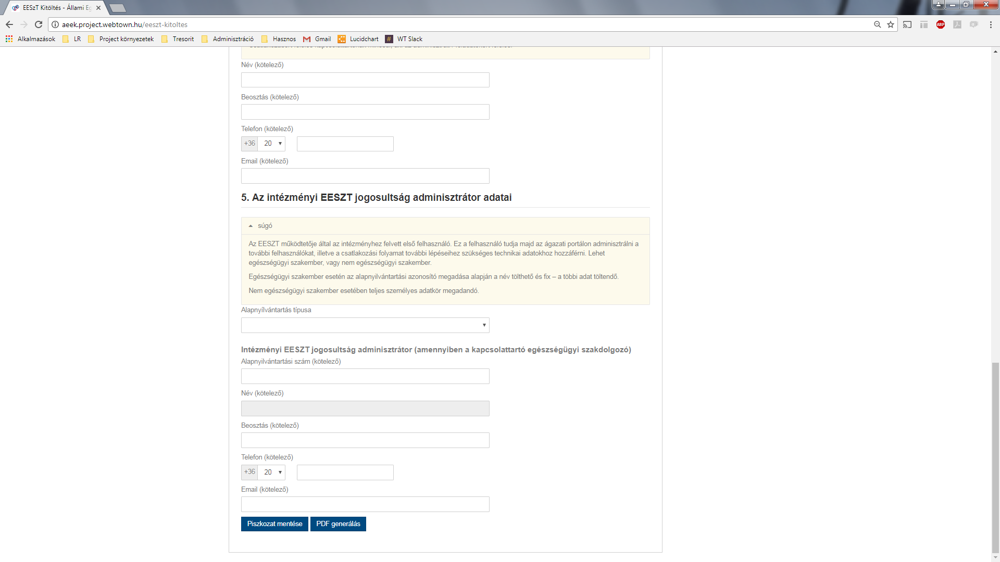 EESzT Kitöltés - Állami Eg
aeek.project.webtown.hu/eeszt-kitoltes
Alkalmazások LR Project környezetek Tresorit Adminisztráció Hasznos Gmail Lucidchart WT Slack
Név (kötelező)
Beosztás (kötelező)
Telefon (kötelező)
+36 20
Email (kötelező)
5. Az intézményi EESZT jogosultság adminisztrátor adatai
súgó
Az EESZT működtetője által az intézményhez felvett első felhasználó. Ez a felhasználó tudja majd az ágazati portálon adminisztrálni a
további felhasználókat, illetve a csatlakozási folyamat további lépéseihez szükséges technikai adatokhoz hozzáférni. Lehet
egészségügyi szakember, vagy nem egészségügyi szakember.
Egészségügyi szakember esetén az alapnyilvántartási azonosító megadása alapján a név tölthető és fix – a többi adat töltendő.
Nem egészségügyi szakember esetében teljes személyes adatkör megadandó.
Alapnyílvántartás típusa
Intézményi EESZT jogosultság adminisztrátor (amennyiben a kapcsolattartó egészségügyi szakdolgozó)
Alapnyilvántartási szám (kötelező)
Név (kötelező)
Beosztás (kötelező)
Telefon (kötelező)
+36 20
Email (kötelező)
Piszkozat mentése PDF generálás